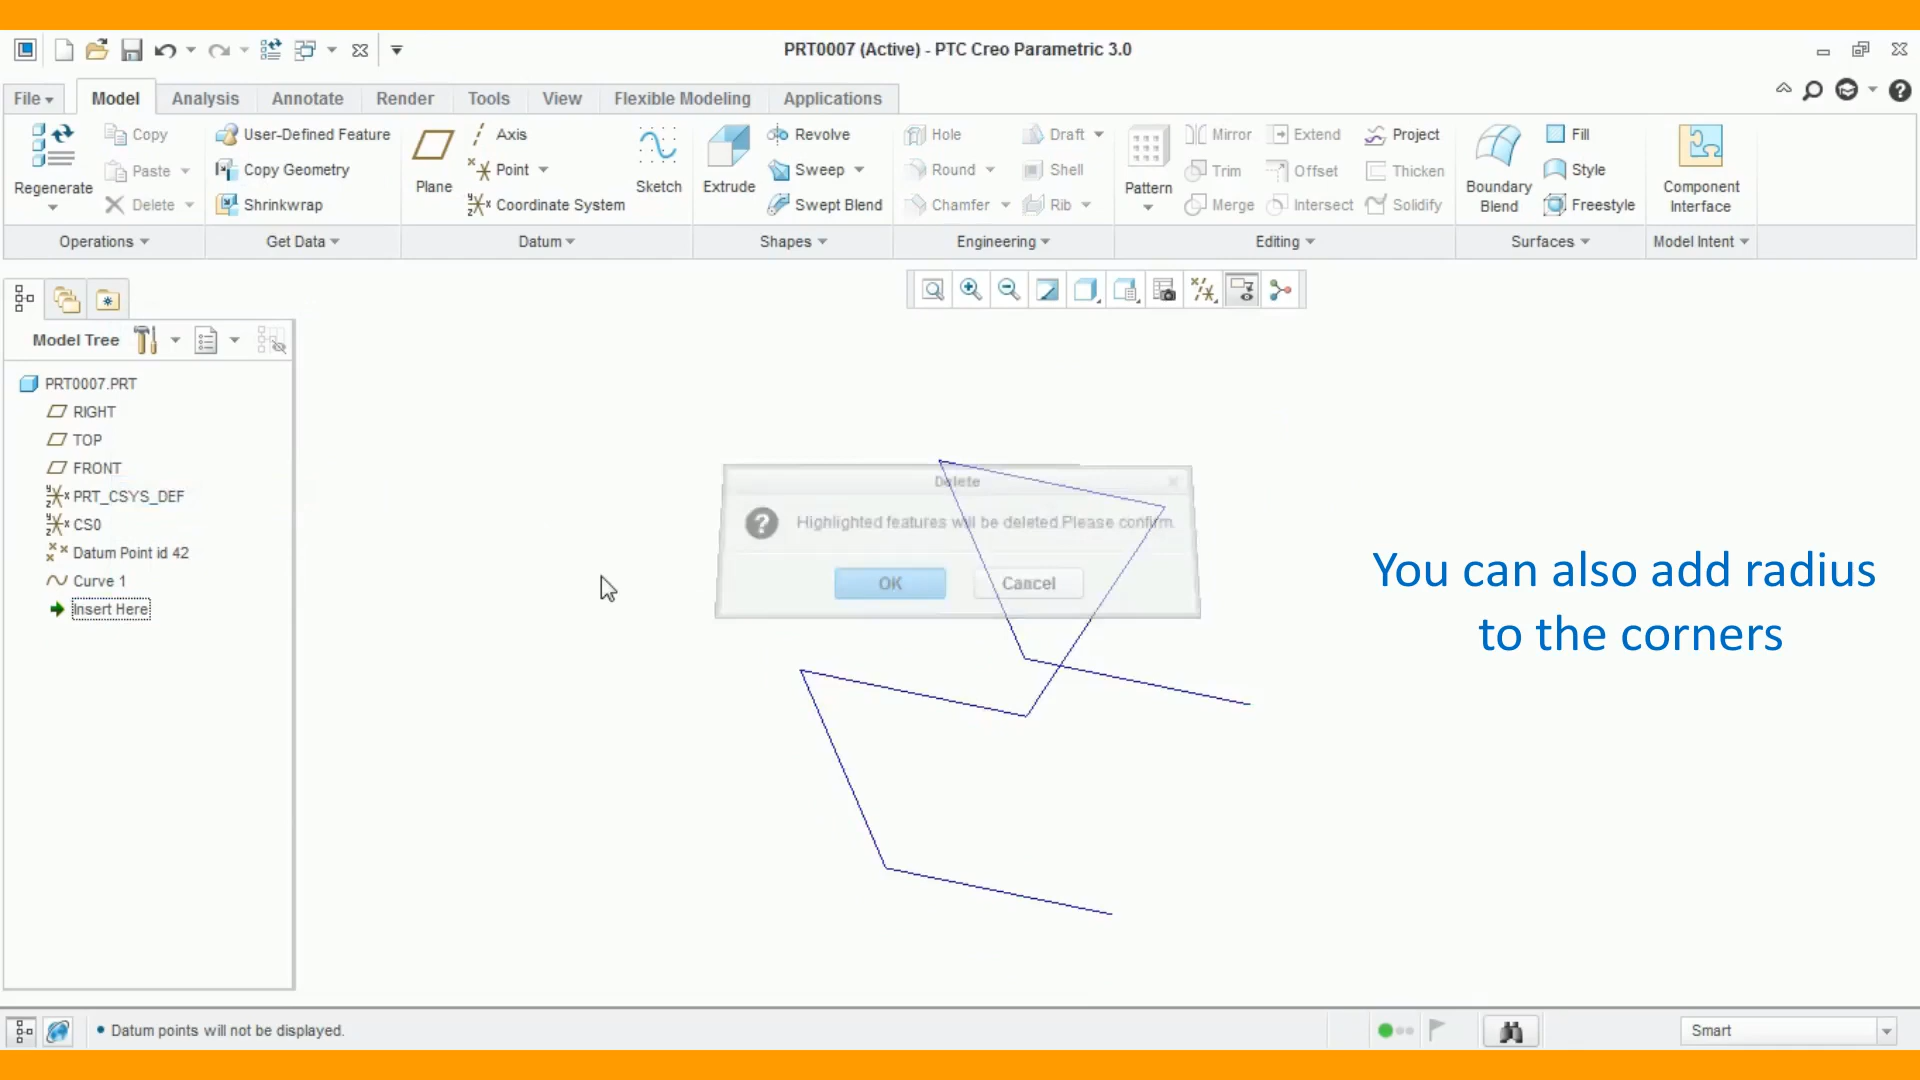 PRT0007 (Active) - PTC Creo Parametric 3.0
File Model Analysis Annotate Render Tools View Flexible Modeling Applications
Regenerate
Copy
Paste
Delete
Operations
User-Defined Feature
Copy Geometry
Shrinkwrap
Get Data
Plane
Axis
Point
Coordinate System
Sketch
Datum
Extrude
Revolve
Sweep
Swept Blend
Shapes
Hole
Round
Chamfer
Draft
Shell
Rib
Engineering
Pattern
Mirror
Trim
Merge
Extend
Offset
Intersect
Project
Thicken
Solidify
Editing
Boundary
Blend
Fill
Style
Freestyle
Surfaces
Component
Interface
Model Intent
Model Tree
PRT0007.PRT
RIGHT
TOP
FRONT
PRT_CSYS_DEF
CS0
Datum Point id 42
Curve 1
Insert Here
Delete
Highlighted features will be deleted.Please confirm.
OK Cancel
You can also add radius
to the corners
Datum points will not be displayed.
Smart